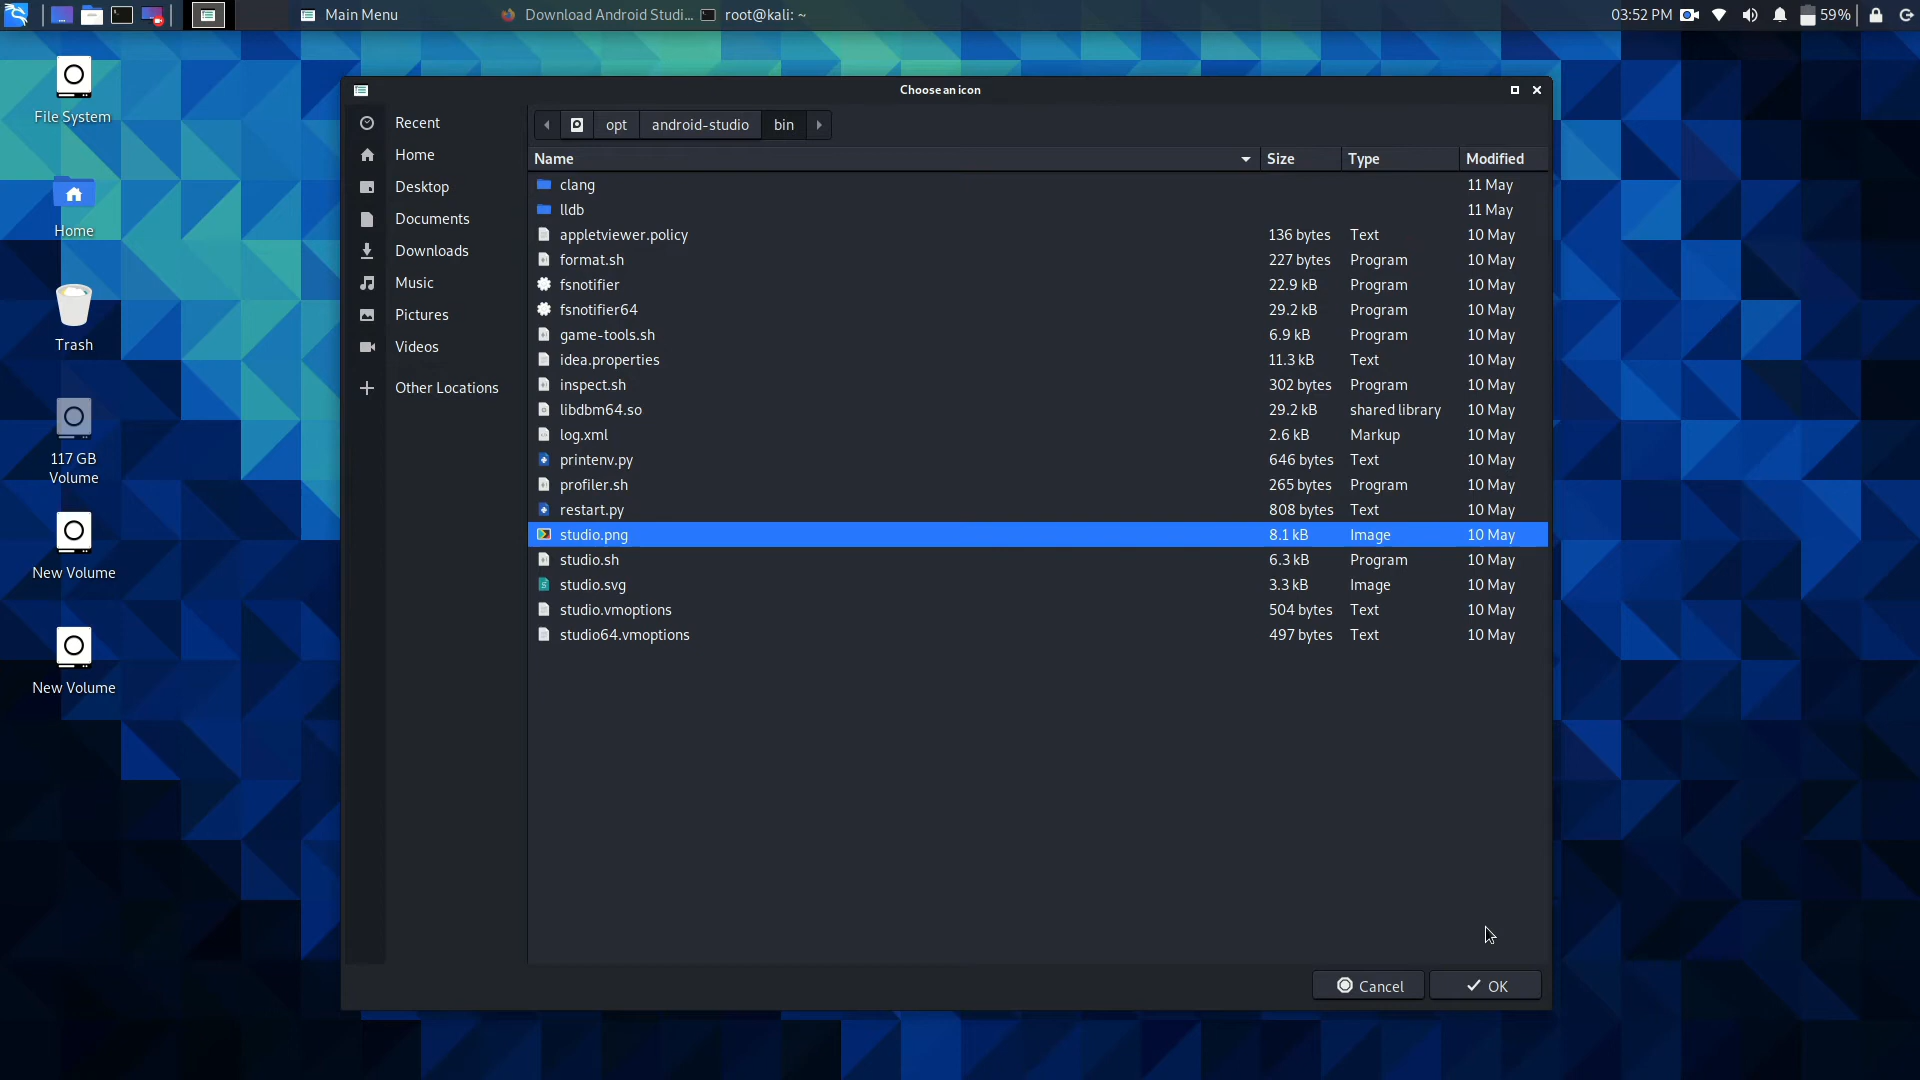 Main Menu
Download Android Studi...
root@kali: ~
03:52 PM
59%
File System
Home
Trash
117 GB
Volume
New Volume
New Volume
Choose an icon
Recent
Home
Desktop
Documents
Downloads
Music
Pictures
Videos
Other Locations
opt android-studio bin
Name Size Type Modified
clang 11 May
lldb 11 May
appletviewer.policy 136 bytes Text 10 May
format.sh 227 bytes Program 10 May
fsnotifier 22.9 kB Program 10 May
fsnotifier64 29.2 kB Program 10 May
game-tools.sh 6.9 kB Program 10 May
idea.properties 11.3 kB Text 10 May
inspect.sh 302 bytes Program 10 May
libdbm64.so 29.2 kB shared library 10 May
log.xml 2.6 kB Markup 10 May
printenv.py 646 bytes Text 10 May
profiler.sh 265 bytes Program 10 May
restart.py 808 bytes Text 10 May
studio.png 8.1 kB Image 10 May
studio.sh 6.3 kB Program 10 May
studio.svg 3.3 kB Image 10 May
studio.vmoptions 504 bytes Text 10 May
studio64.vmoptions 497 bytes Text 10 May
Cancel
OK